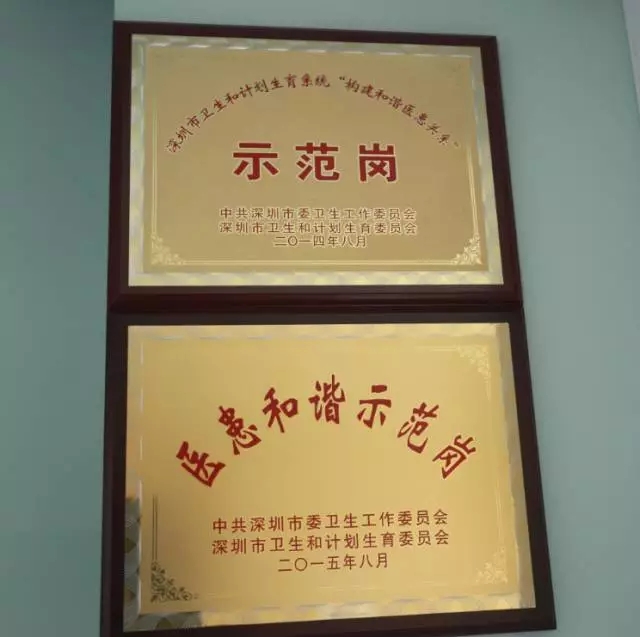 深圳市卫生和计划生育系统“构建和谐医患关系”
示范岗
中共深圳市委卫生工作委员会
深圳市卫生和计划生育委员会
二〇一四年八月
医患和谐示范岗
中共深圳市委卫生工作委员会
深圳市卫生和计划生育委员会
二〇一五年八月